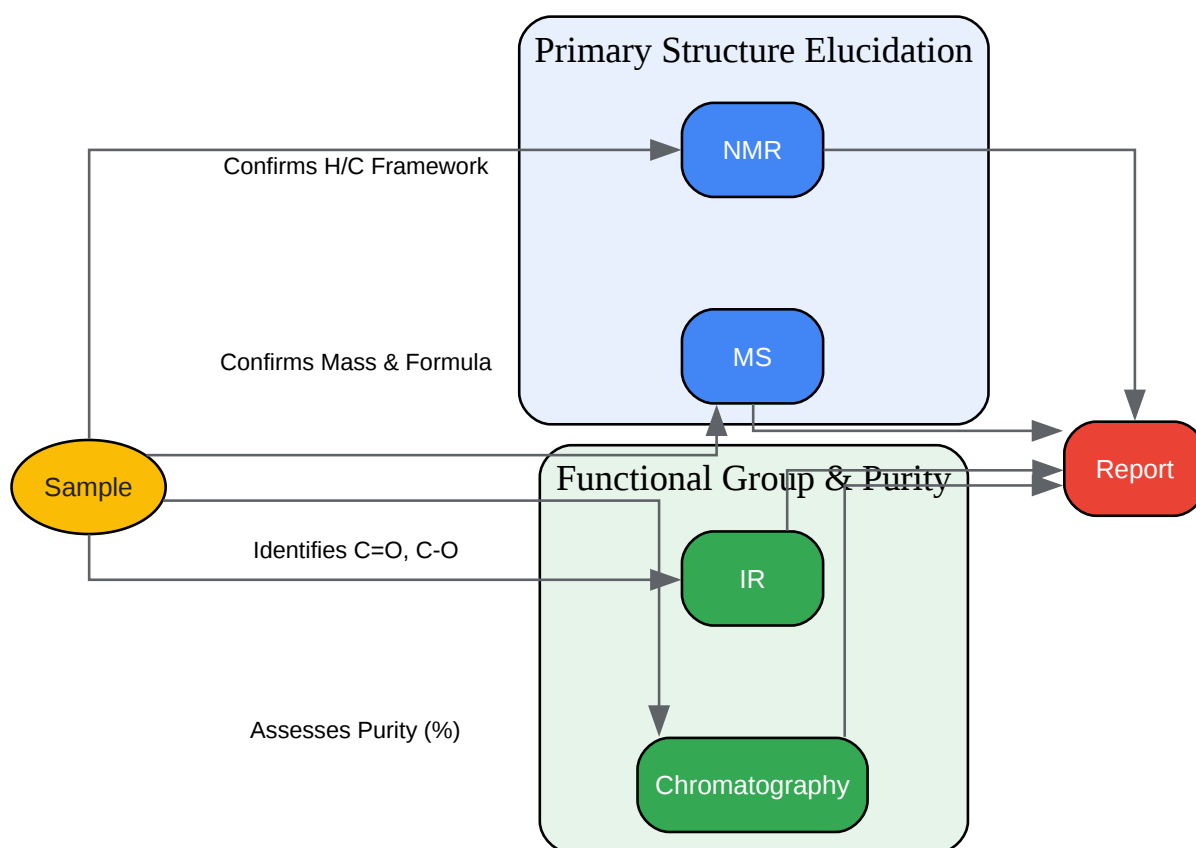 Primary Structure Elucidation
NMR
Confirms H/C Framework
MS
Confirms Mass & Formula
Report
Functional Group & Purity
Sample
Identifies C=O, C-O
IR
Assesses Purity (%)
Chromatography